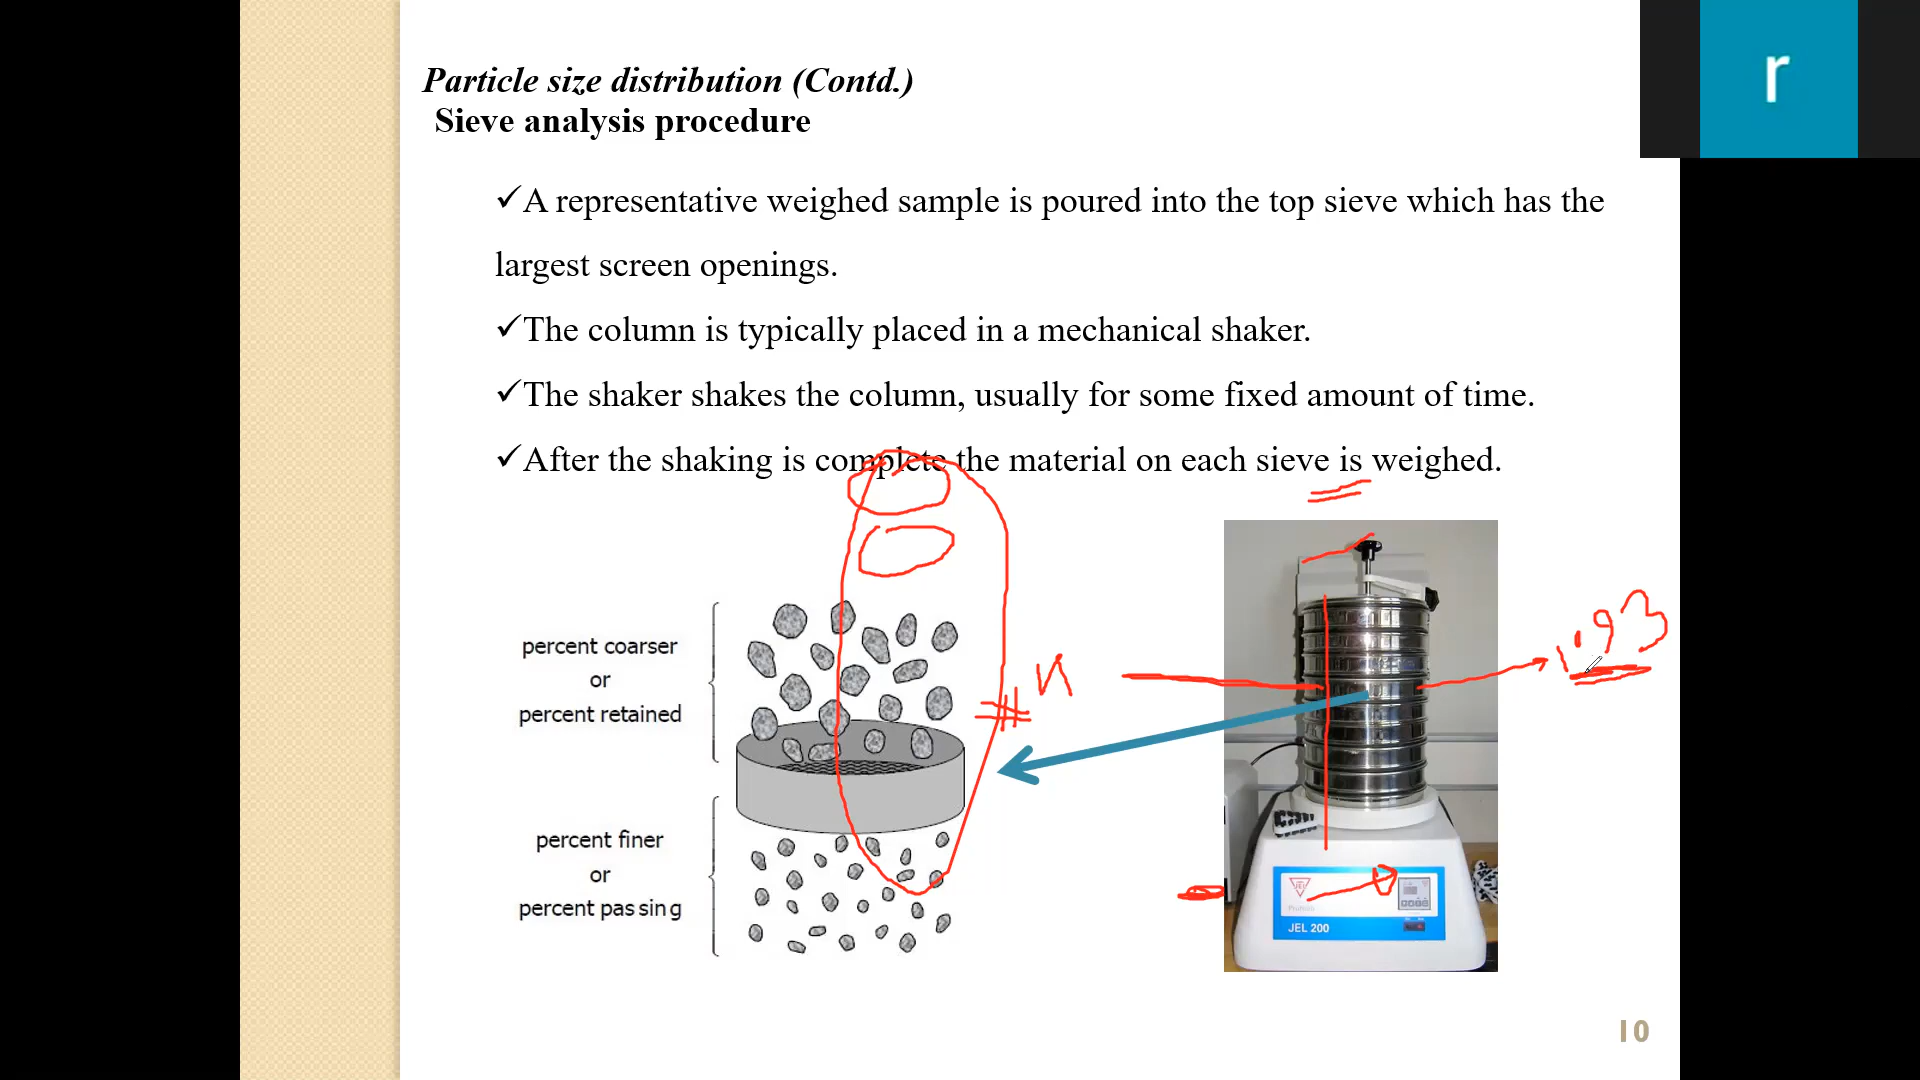 Particle size distribution (Contd.)
Sieve analysis procedure
r
✓A representative weighed sample is poured into the top sieve which has the
largest screen openings.
✓The column is typically placed in a mechanical shaker.
✓The shaker shakes the column, usually for some fixed amount of time.
✓After the shaking is complete the material on each sieve is weighed.
percent coarser
or
percent retained
percent finer
or
percent passing
n
1.93
JEL
JEL 200
10